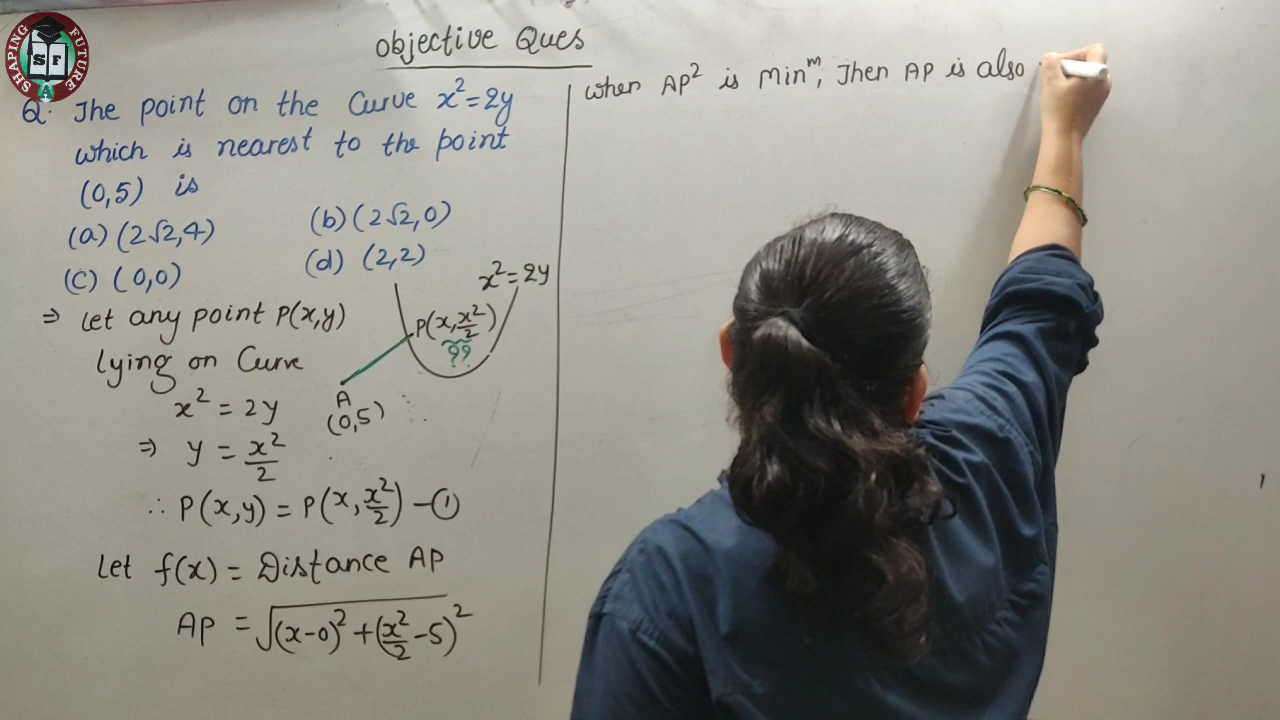 SHAPING FUTURE
S F
A
objective Ques
Q. The point on the Curve x²=2y
which is nearest to the point
(0,5) is
(a) (2√2,4) (b) (2√2,0)
(c) (0,0) (d) (2,2)
⇒ Let any point P(x,y)
lying on Curve
x² = 2y
⇒ y = x²/2
∴ P(x,y) = P(x, x²/2) –①
Let f(x) = Distance AP
AP = √(x-0)² + (x²/2 -5)²
x²=2y
P(x, x²/2)
??
A
(0,5)
when AP² is Minᵐ, Then AP is also